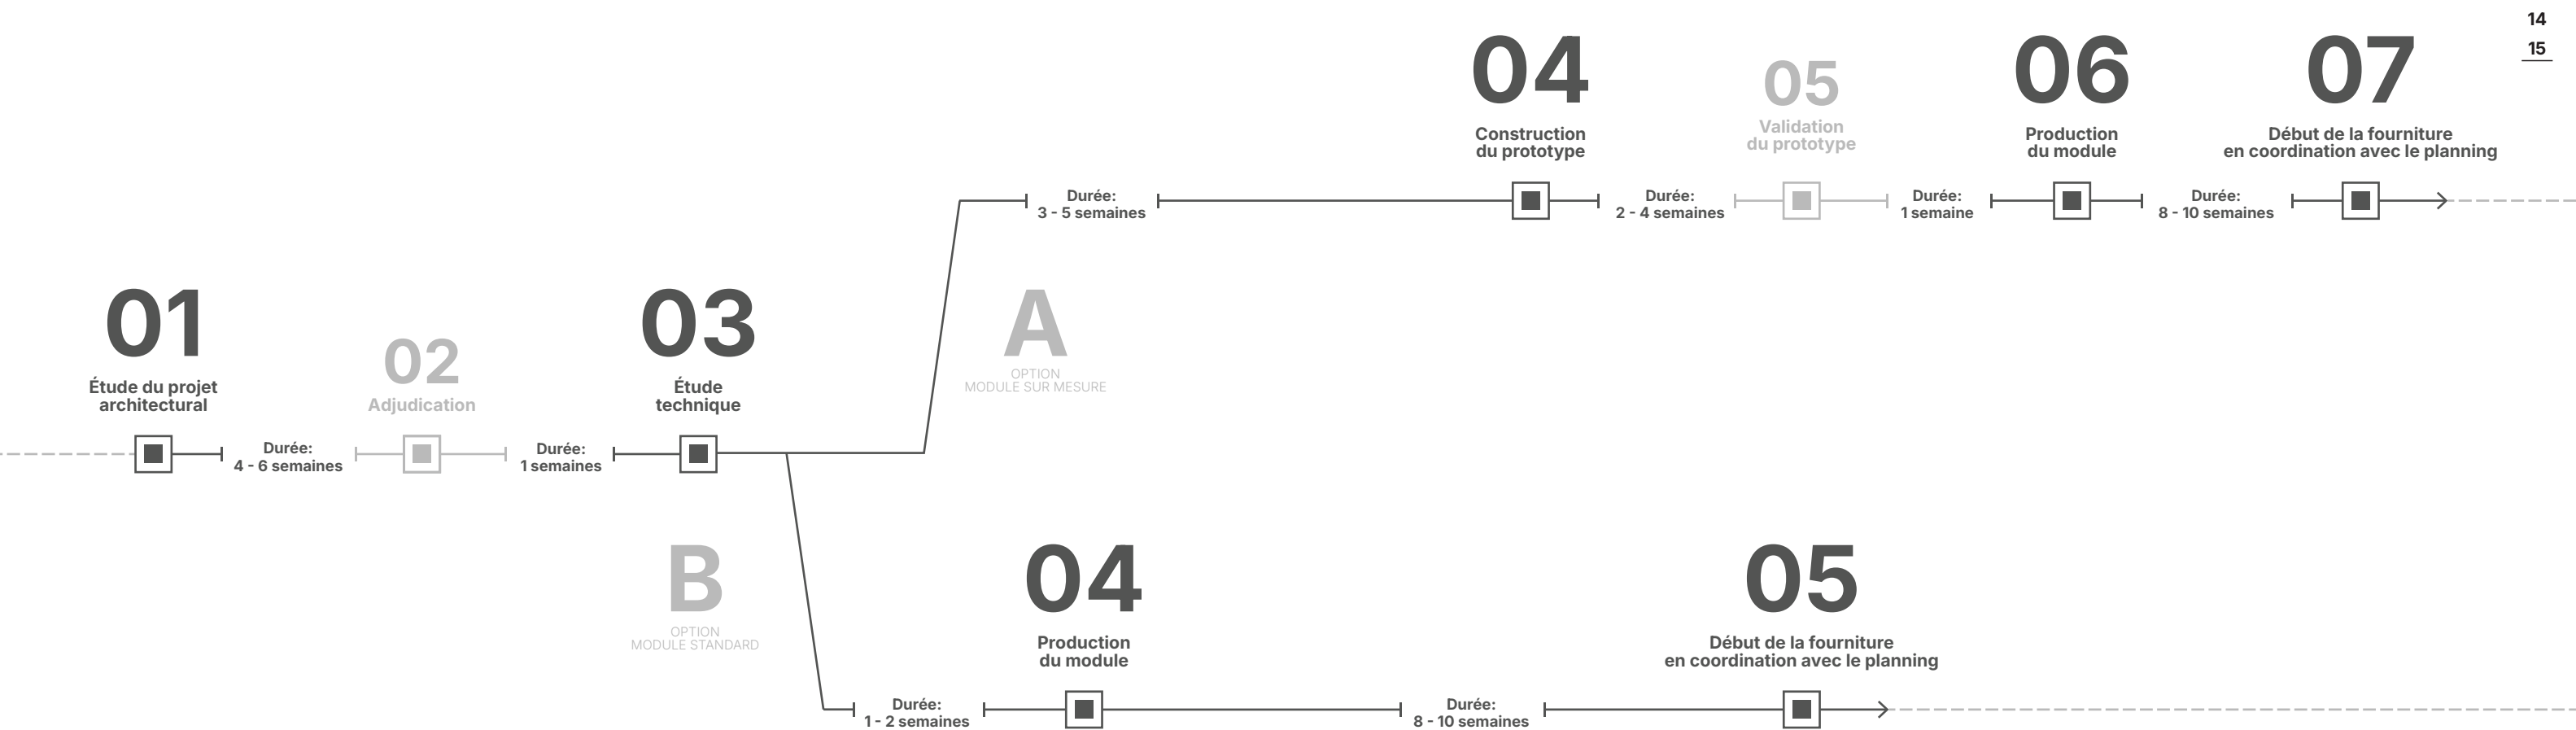 14
15
04
Construction
du prototype
05
Validation
du prototype
06
Production
du module
07
Début de la fourniture
en coordination avec le planning
Durée:
3 - 5 semaines
Durée:
2 - 4 semaines
Durée:
1 semaine
Durée:
8 - 10 semaines
01
Étude du projet
architectural
02
Adjudication
03
Étude
technique
A
OPTION
MODULE SUR MESURE
Durée:
4 - 6 semaines
Durée:
1 semaines
B
OPTION
MODULE STANDARD
04
Production
du module
05
Début de la fourniture
en coordination avec le planning
Durée:
1 - 2 semaines
Durée:
8 - 10 semaines